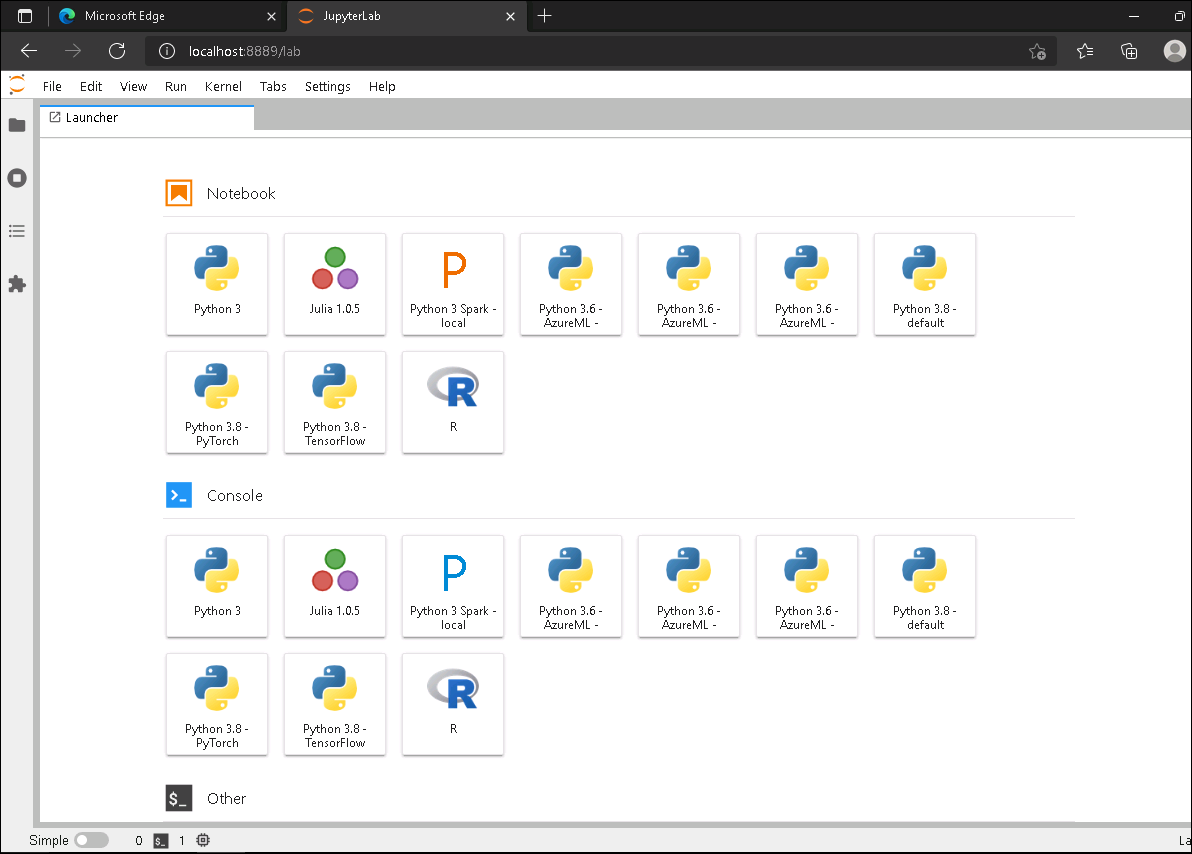 Microsoft Edge
JupyterLab
localhost:8889/lab
File Edit View Run Kernel Tabs Settings Help
Launcher
Notebook
Python 3
Julia 1.0.5
P
Python 3 Spark -
local
Python 3.6 -
AzureML -
Python 3.6 -
AzureML -
Python 3.6 -
AzureML -
Python 3.8 -
default
Python 3.8 -
PyTorch
Python 3.8 -
TensorFlow
R
R
>_ Console
Python 3
Julia 1.0.5
P
Python 3 Spark -
local
Python 3.6 -
AzureML -
Python 3.6 -
AzureML -
Python 3.6 -
AzureML -
Python 3.8 -
default
Python 3.8 -
PyTorch
Python 3.8 -
TensorFlow
R
R
$_ Other
Simple 0 $_ 1 La